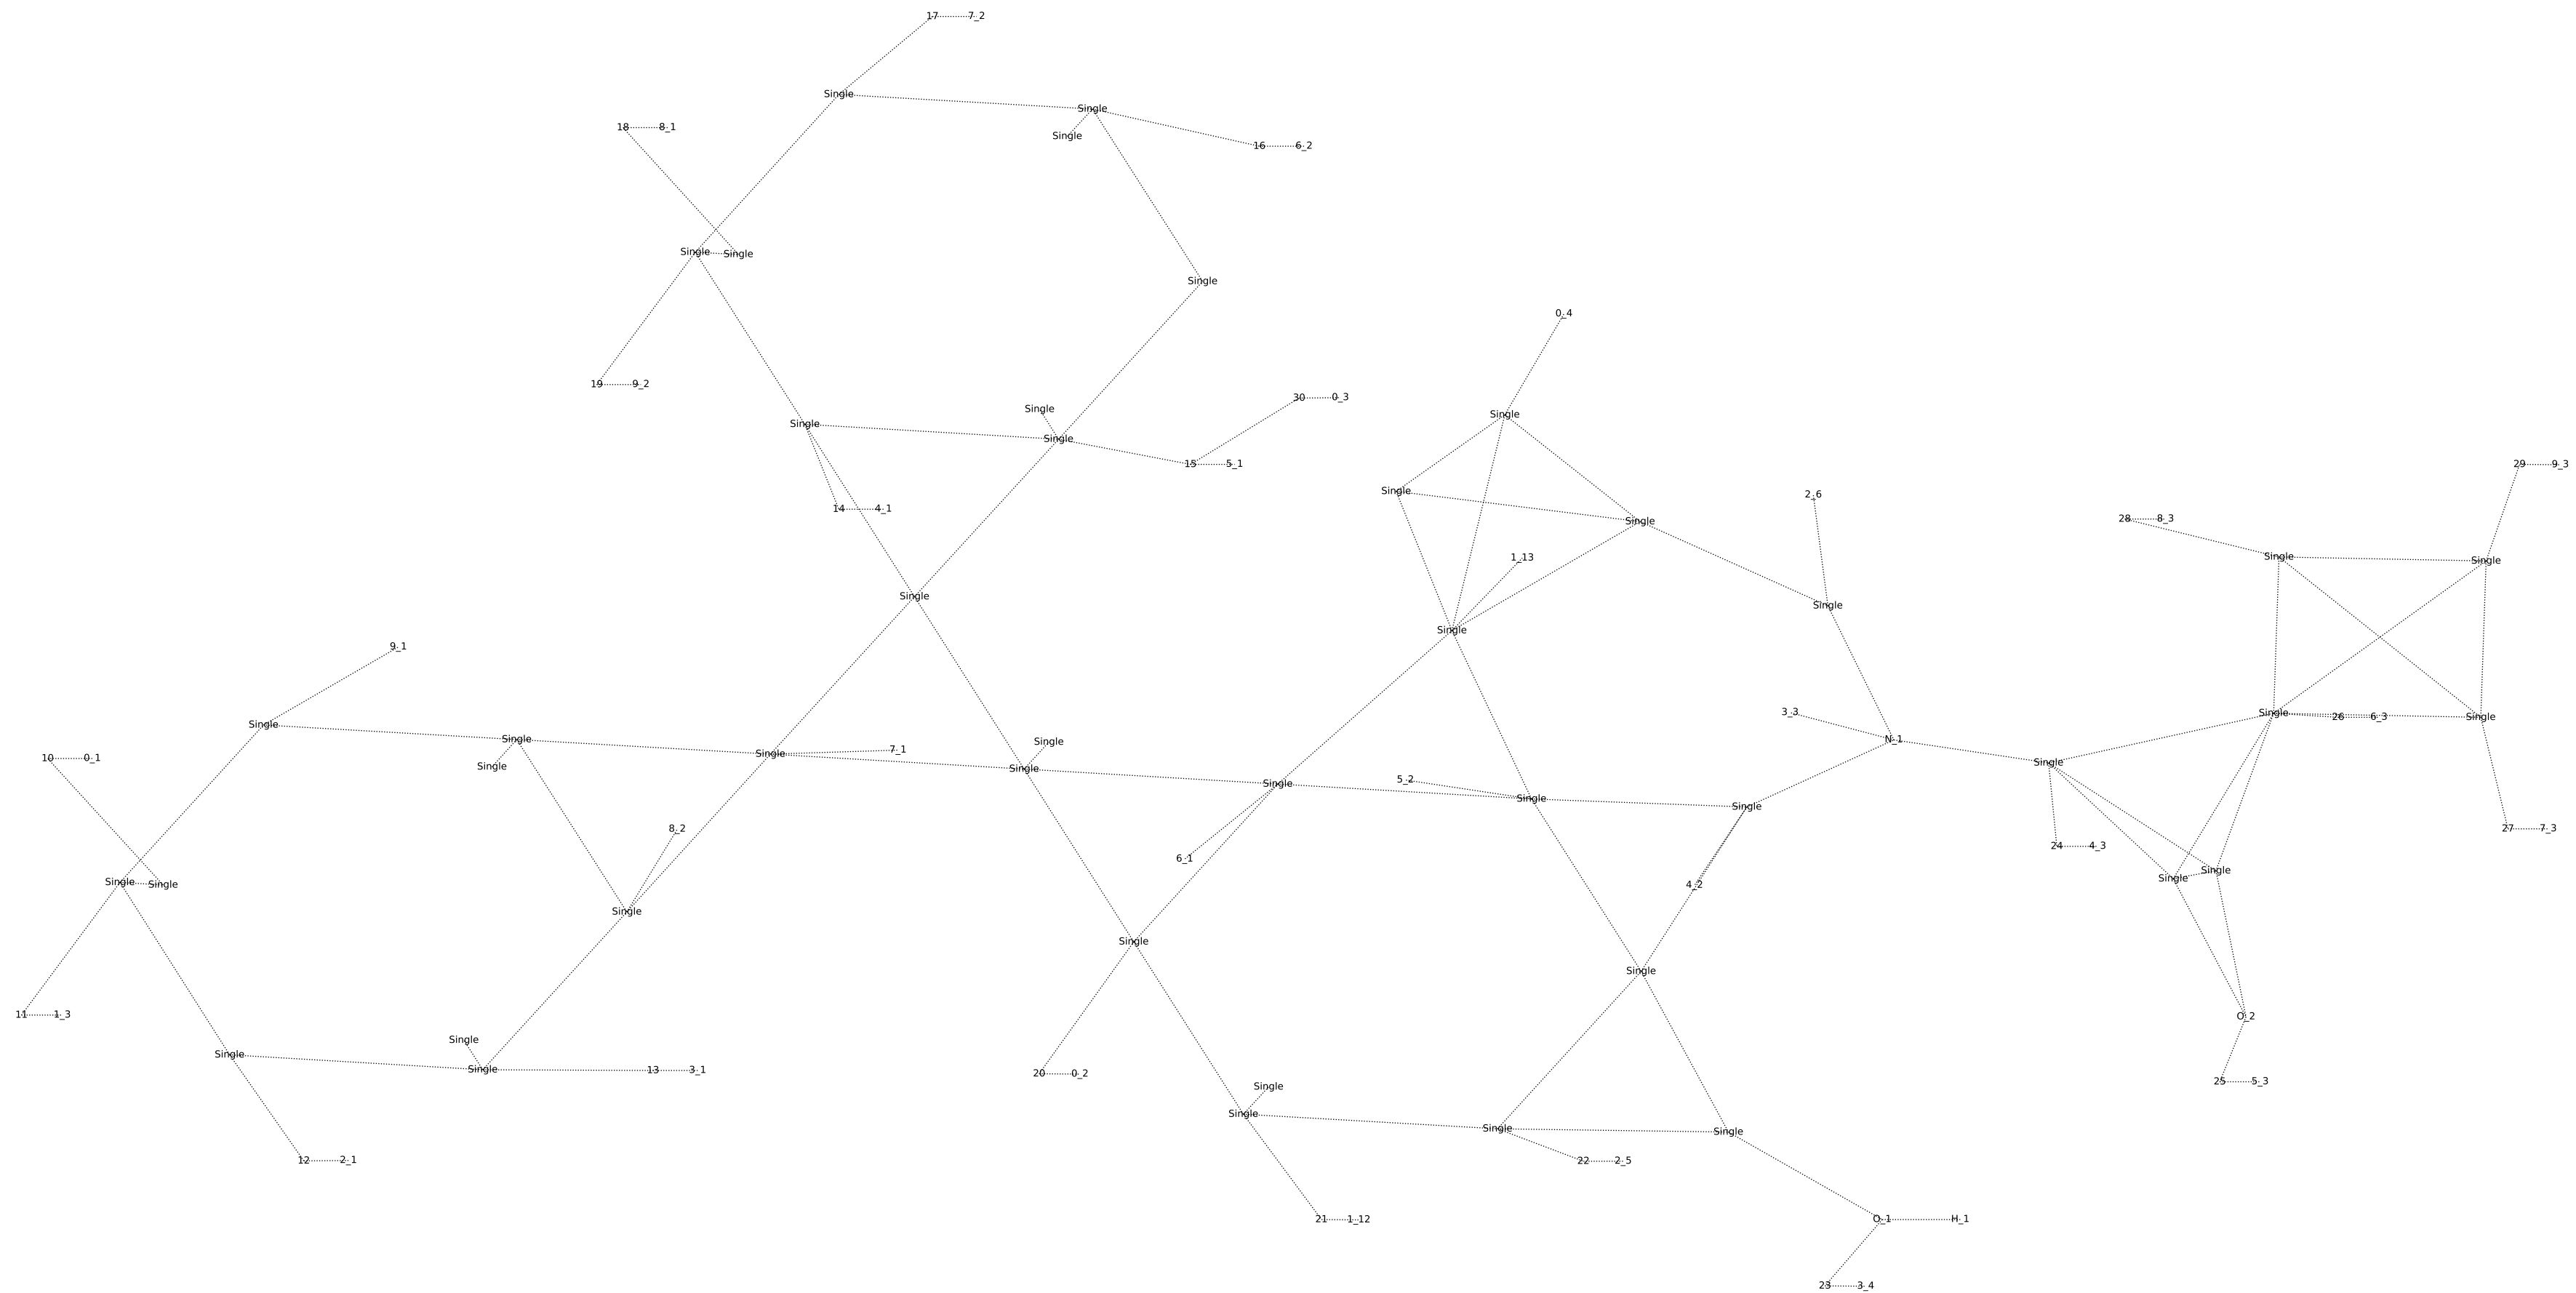 17 7_2
Single
Single
18 8_1
Single
16 6_2
Single
Single
Single
0_4
19 9_2
30 0_3
Single
Single
Single
Single
15 5_1
29 9_3
Single
2_6
14 4_1
28 8_3
Single
1_13
Single
Single
Single
Single
Single
9_1
3_3
Single
26 6_3
Single
Single
Single
N_1
Single
7_1
Single
10 0_1
Single
Single
Single
5_2
Single
Single
Single
8_2
24 4_3
6_1
Single
Single
Single
Single
4_2
Single
27 7_3
Single
Single
11 1_3
O_2
Single
Single
Single
13 3_1
20 0_2
25 5_3
Single
Single
Single
Single
12 2_1
22 2_5
21 1_12
O_1 H_1
23 3_4